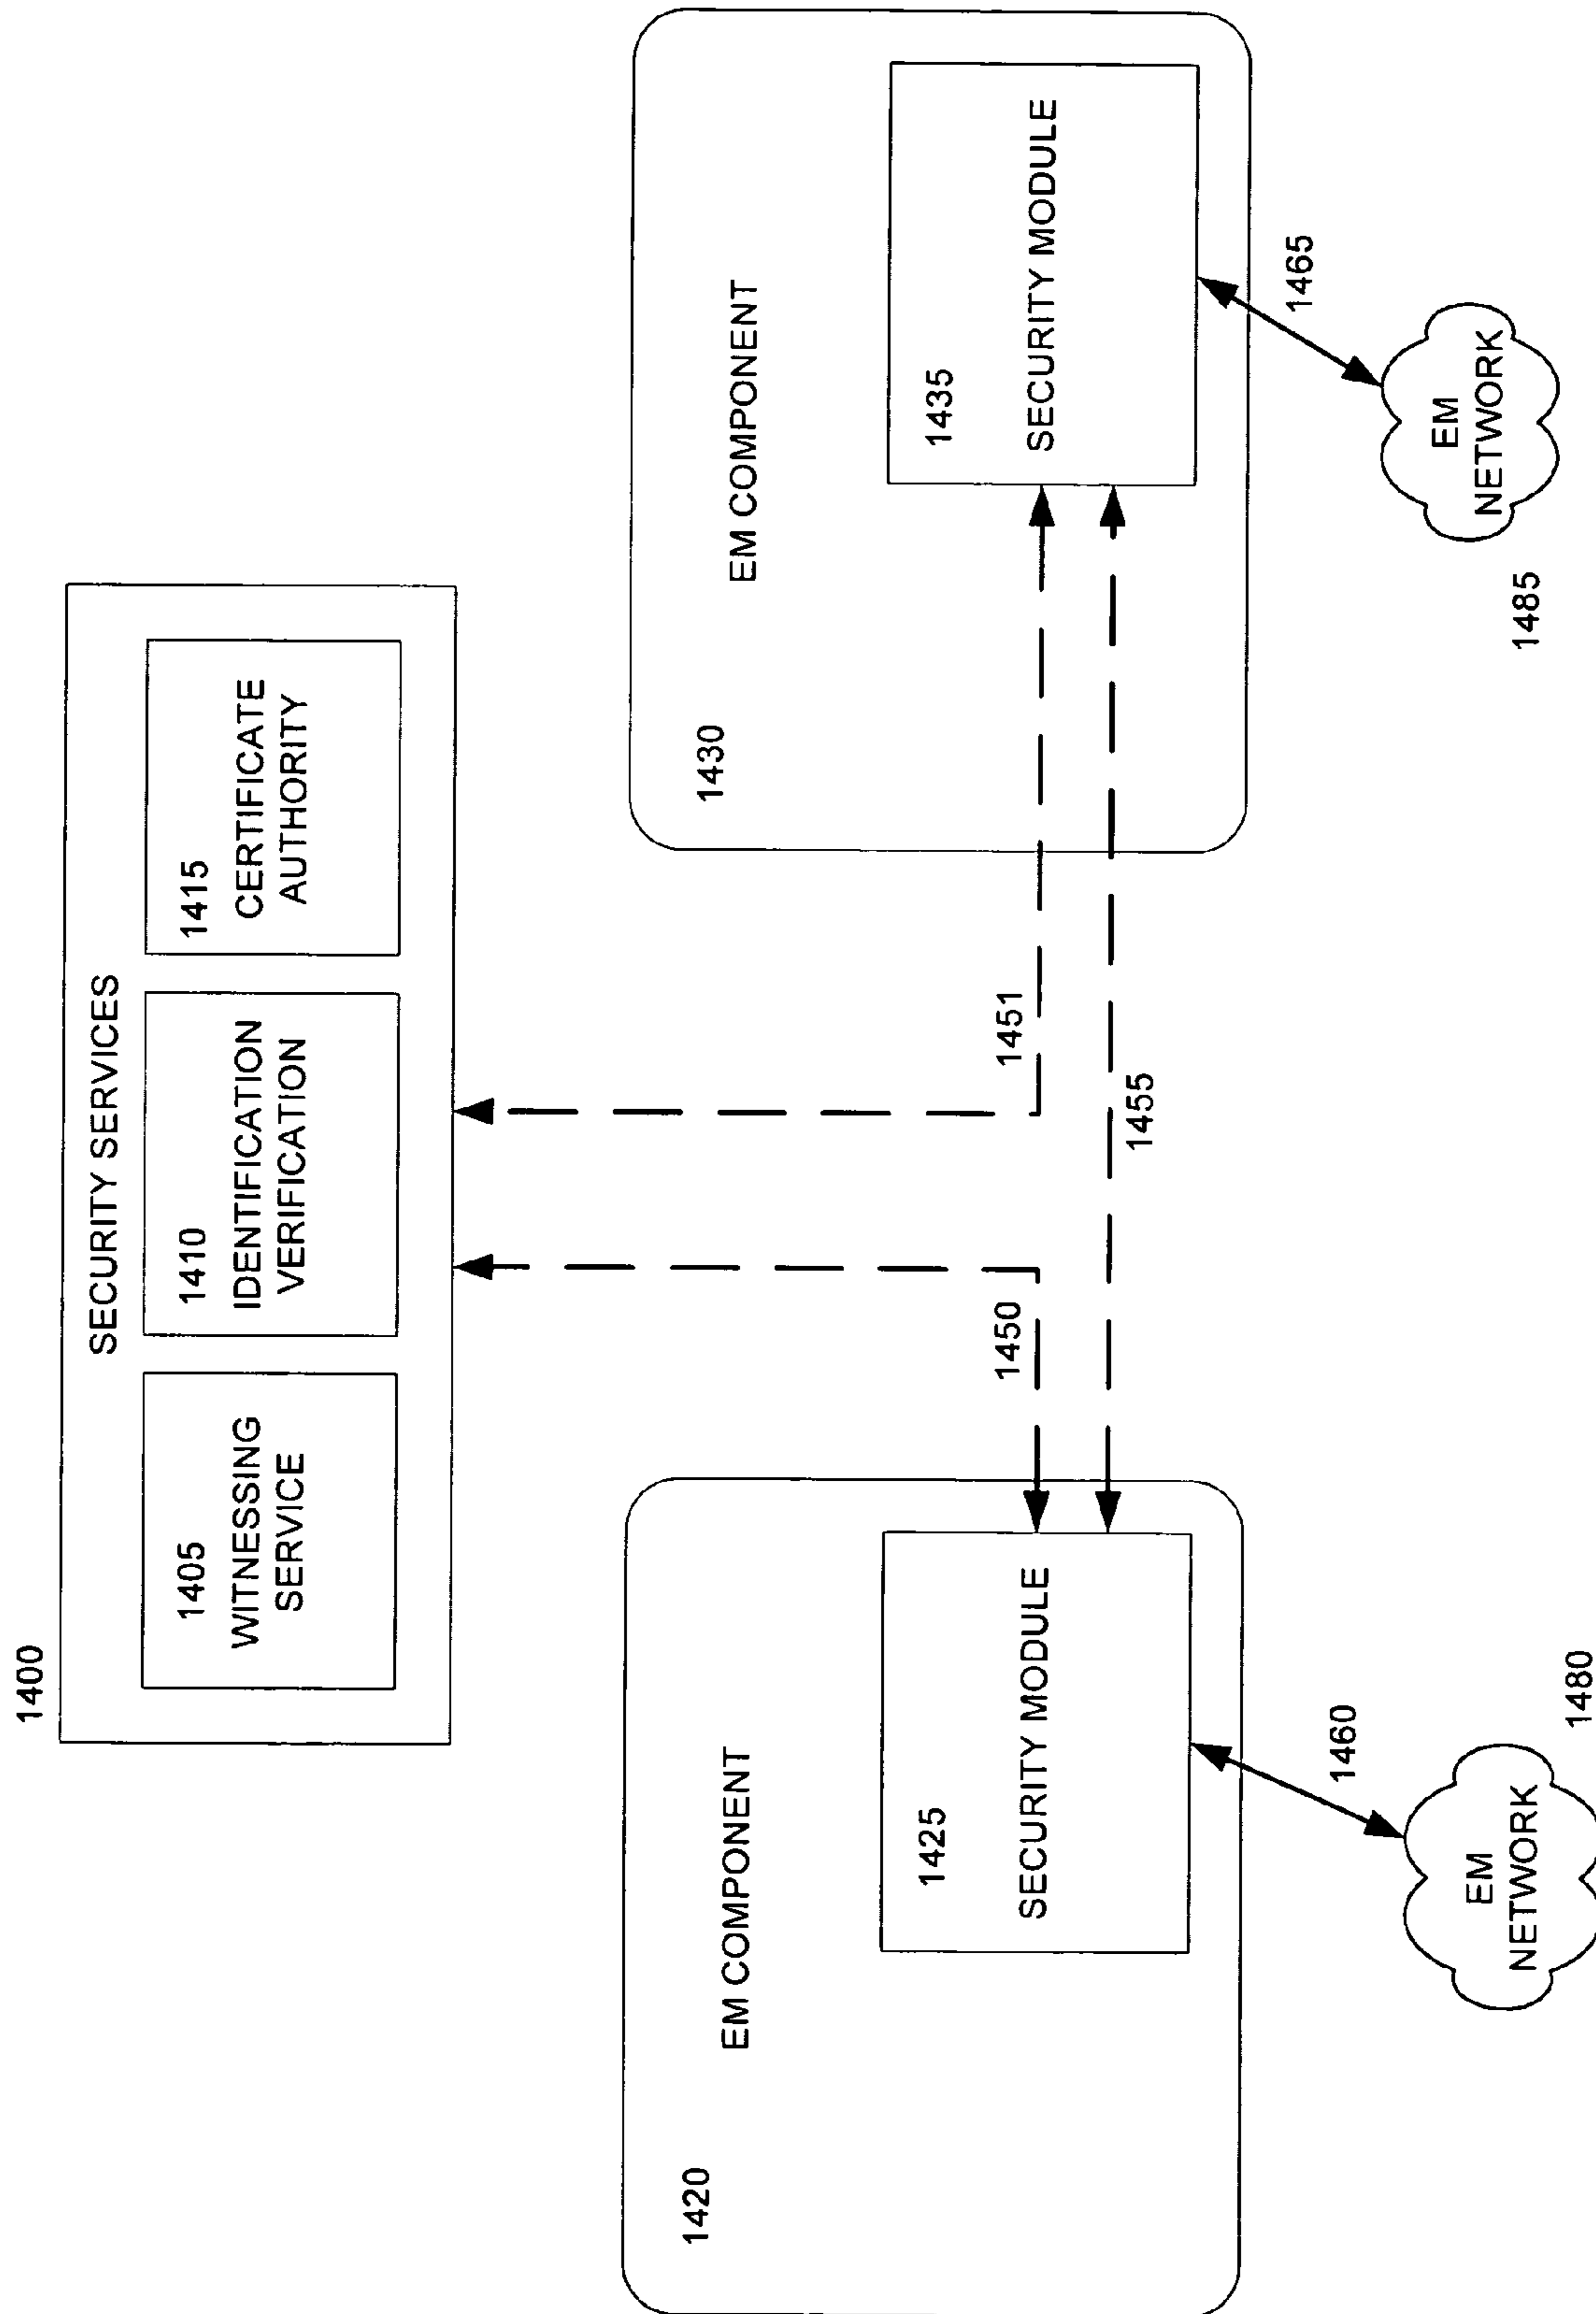 1400
SECURITY SERVICES
1405
WITNESSING
SERVICE
1410
IDENTIFICATION
VERIFICATION
1415
CERTIFICATE
AUTHORITY
1420
EM COMPONENT
1425
SECURITY MODULE
1450
1451
1455
1430
EM COMPONENT
1435
SECURITY MODULE
1460
EM
NETWORK
1480
1465
EM
NETWORK
1485